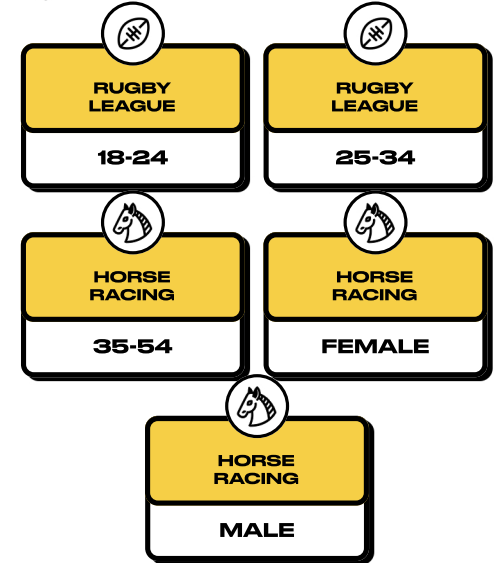 RUGBY
LEAGUE
18-24
RUGBY
LEAGUE
25-34
HORSE
RACING
35-54
HORSE
RACING
FEMALE
HORSE
RACING
MALE